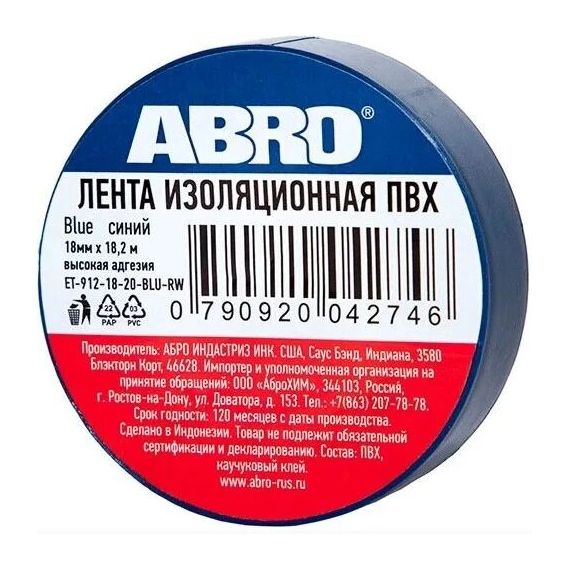 ABRO®
ЛЕНТА ИЗОЛЯЦИОННАЯ ПВХ
Blue синий
18мм x 18,2 м
высокая адгезия
ET-912-18-20-BLU-RW
0 790920 042746
22 PAP
03 PVC
Производитель: АБРО ИНДАСТРИЗ ИНК. США, Саус Бэнд, Индиана, 3580
Блэкторн Корт, 46628. Импортер и уполномоченная организация на
принятие обращений: ООО «АброХИМ», 344103, Россия,
г. Ростов-на-Дону, ул. Доватора, д. 153. Тел.: +7(863) 207-78-78.
Срок годности: 120 месяцев с даты производства.
Сделано в Индонезии. Товар не подлежит обязательной
сертификации и декларированию. Состав: ПВХ,
каучуковый клей.
www.abro-rus.ru